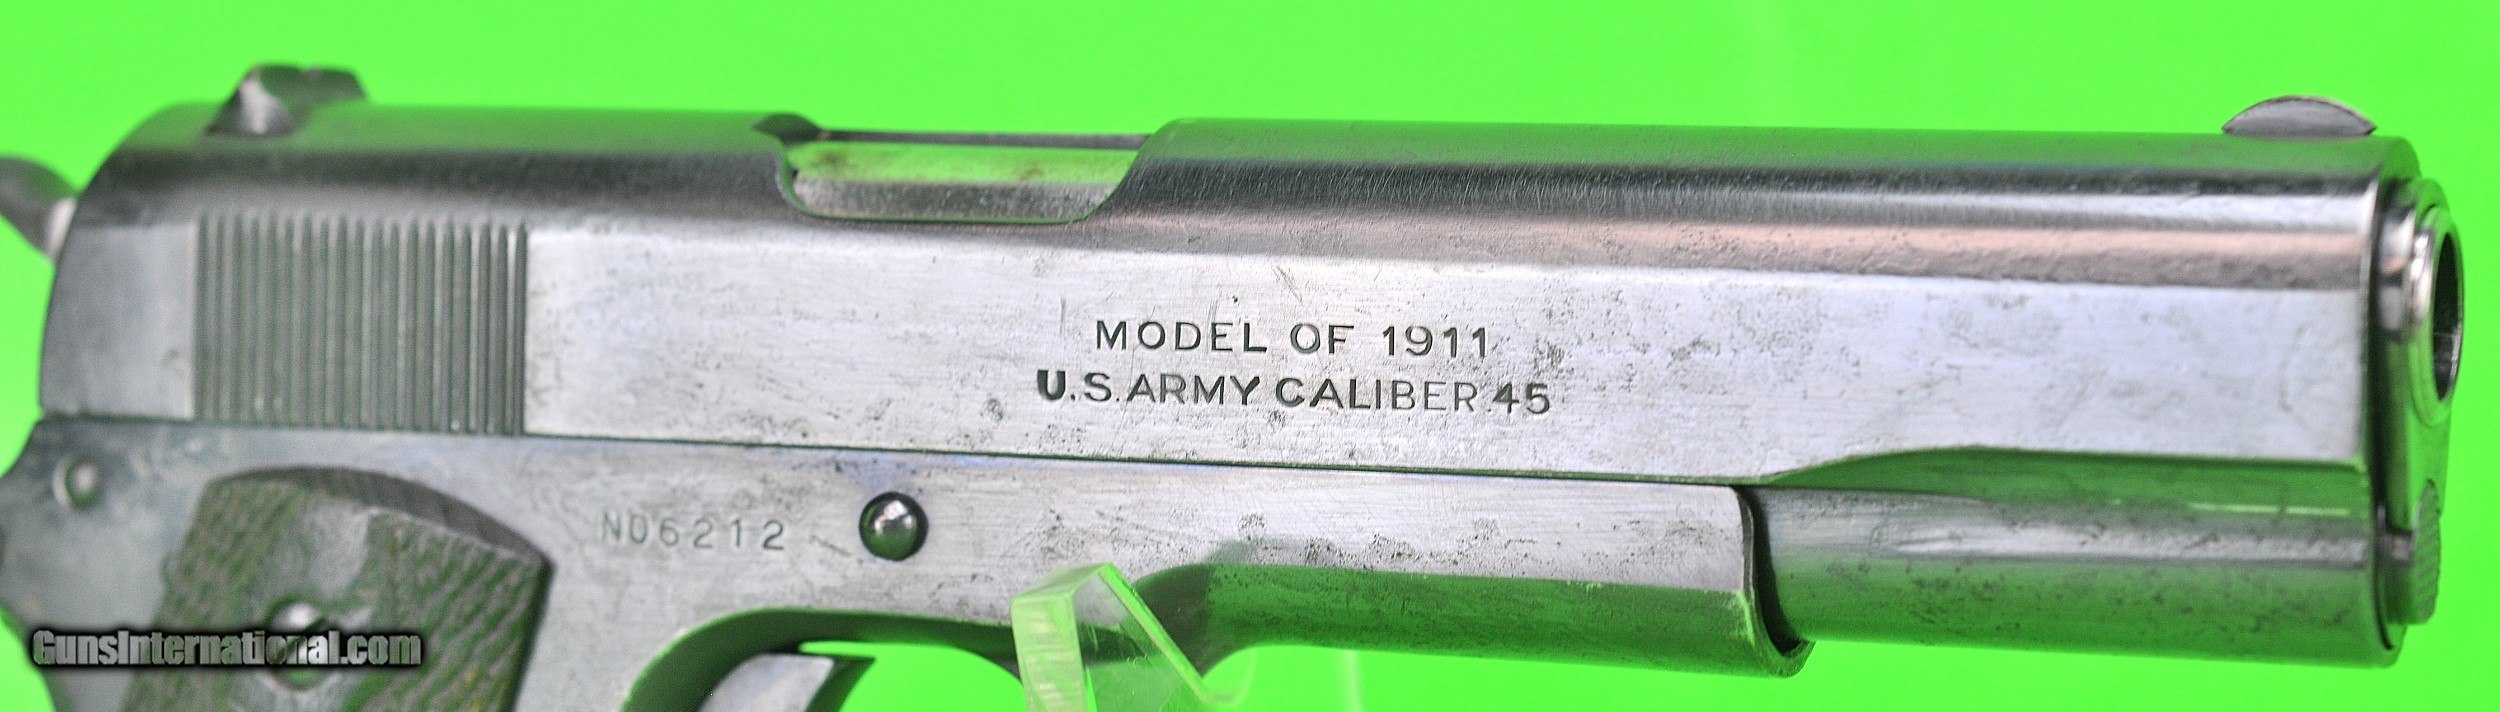 MODEL OF 1911
U.S. ARMY CALIBER .45
NO6212
GunsInternational.com